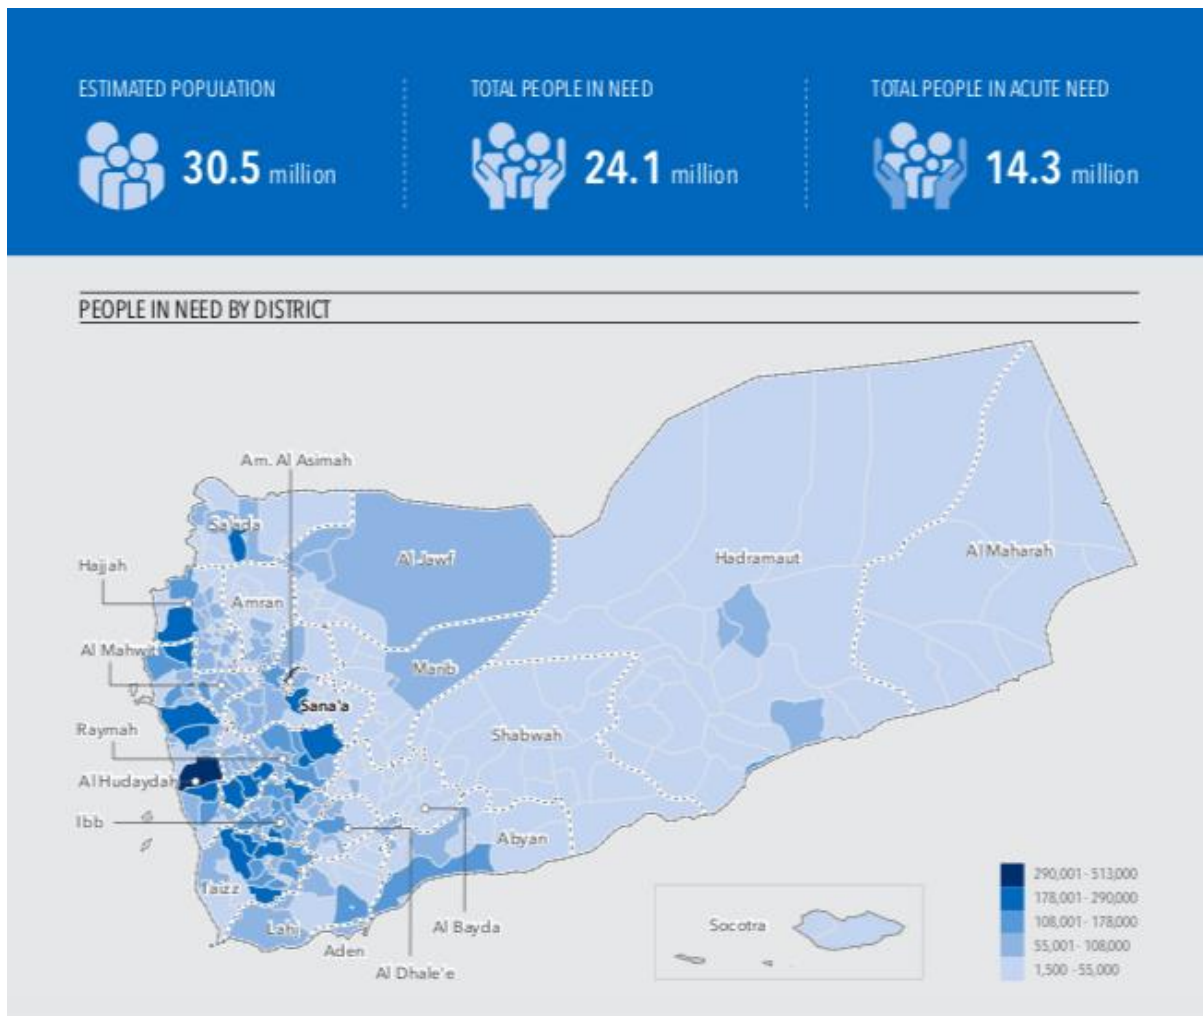 ESTIMATED POPULATION
30.5 million
TOTAL PEOPLE IN NEED
24.1 million
TOTAL PEOPLE IN ACUTE NEED
14.3 million
PEOPLE IN NEED BY DISTRICT
Am. Al Asimah
Sa'ada
Al Jawf
Hadramaut
Al Maharah
Hajjah
Amran
Al Mahwit
Marib
Sana'a
Raymah
Shabwah
Al Hudaydah
Ibb
Abyan
Taizz
Lahj
Aden
Al Bayda
Al Dhale'e
Socotra
290,001 - 513,000
178,001 - 290,000
108,001 - 178,000
55,001 - 108,000
1,500 - 55,000